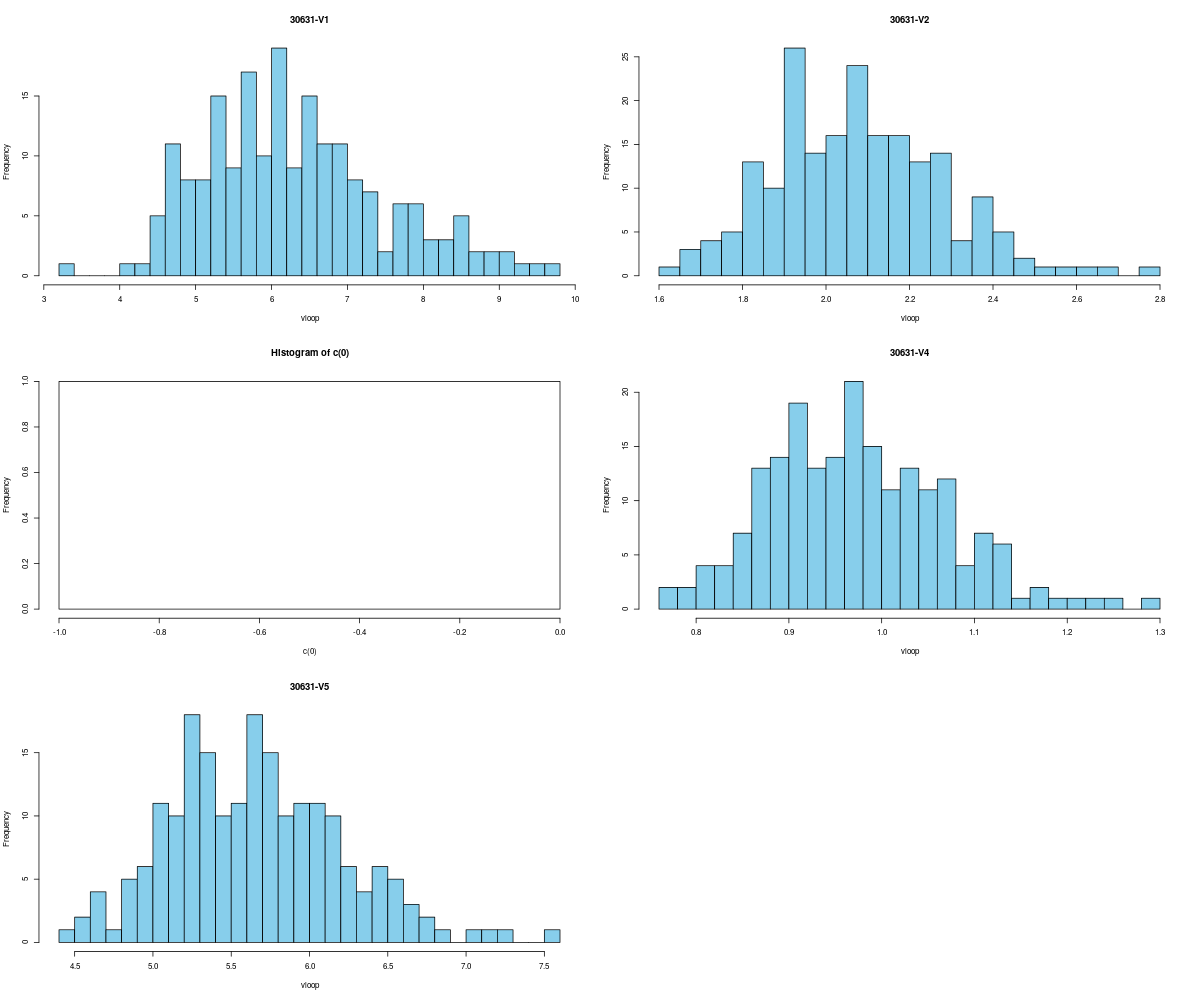 30631-V1
Frequency
0 5 10 15
3 4 5 6 7 8 9 10
vloop
30631-V2
Frequency
0 5 10 15 20 25
1.6 1.8 2.0 2.2 2.4 2.6 2.8
vloop
Histogram of c(0)
Frequency
0.0 0.2 0.4 0.6 0.8 1.0
-1.0 -0.8 -0.6 -0.4 -0.2 0.0
c(0)
30631-V4
Frequency
0 5 10 15 20
0.8 0.9 1.0 1.1 1.2 1.3
vloop
30631-V5
Frequency
0 5 10 15
4.5 5.0 5.5 6.0 6.5 7.0 7.5
vloop